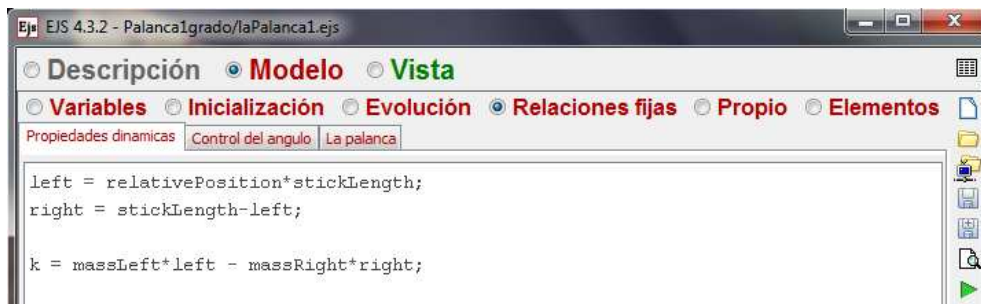 Ejs EJS 4.3.2 - Palanca1grado/laPalanca1.ejs
Descripción Modelo Vista
Variables Inicialización Evolución Relaciones fijas Propio Elementos
Propiedades dinamicas Control del angulo La palanca
left = relativePosition*stickLength;
right = stickLength-left;
k = massLeft*left - massRight*right;